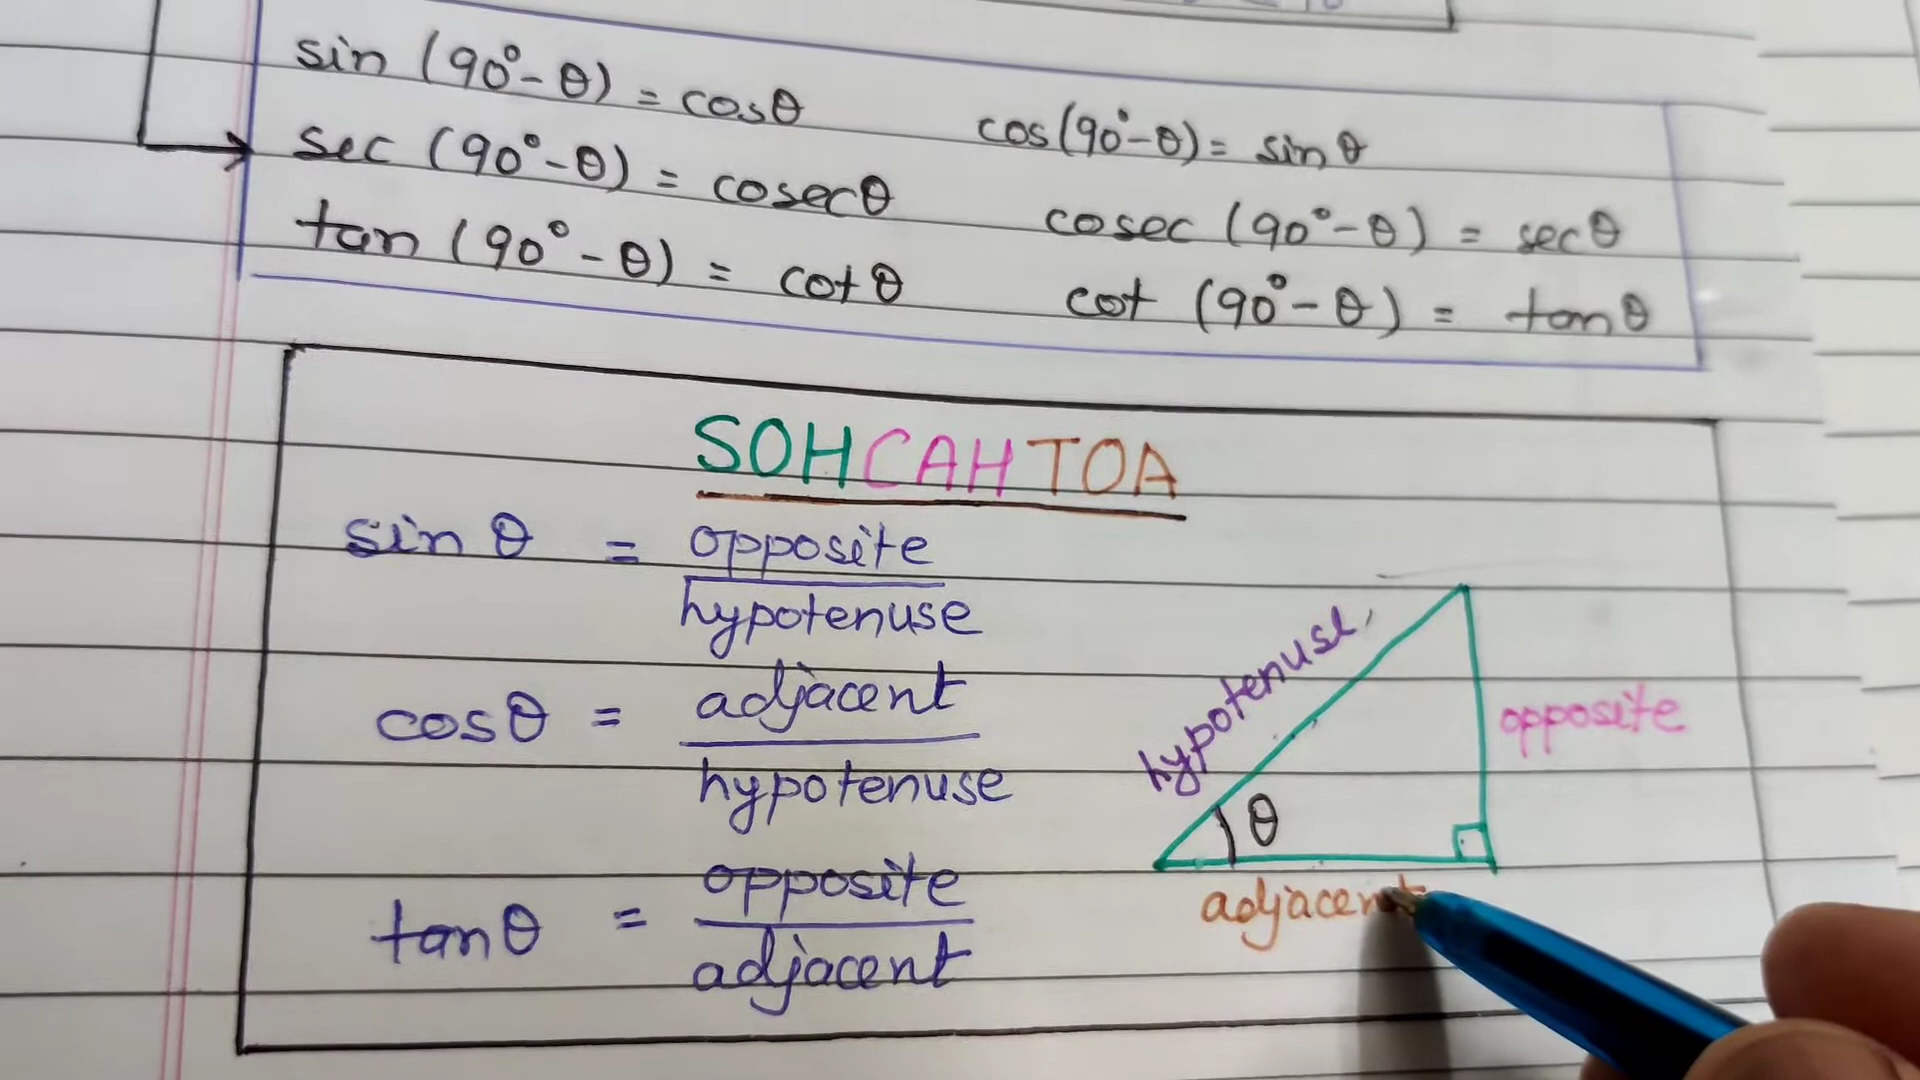 sin (90° - θ) = cosθ
cos(90° - θ) = sin θ
sec (90° - θ) = cosecθ
cosec (90° - θ) = secθ
tan (90° - θ) = cot θ
cot (90° - θ) = tanθ
SOHCAHTOA
sin θ = opposite
hypotenuse
cosθ = adjacent
hypotenuse
tanθ = opposite
adjacent
hypotenuse
opposite
θ
adjacent